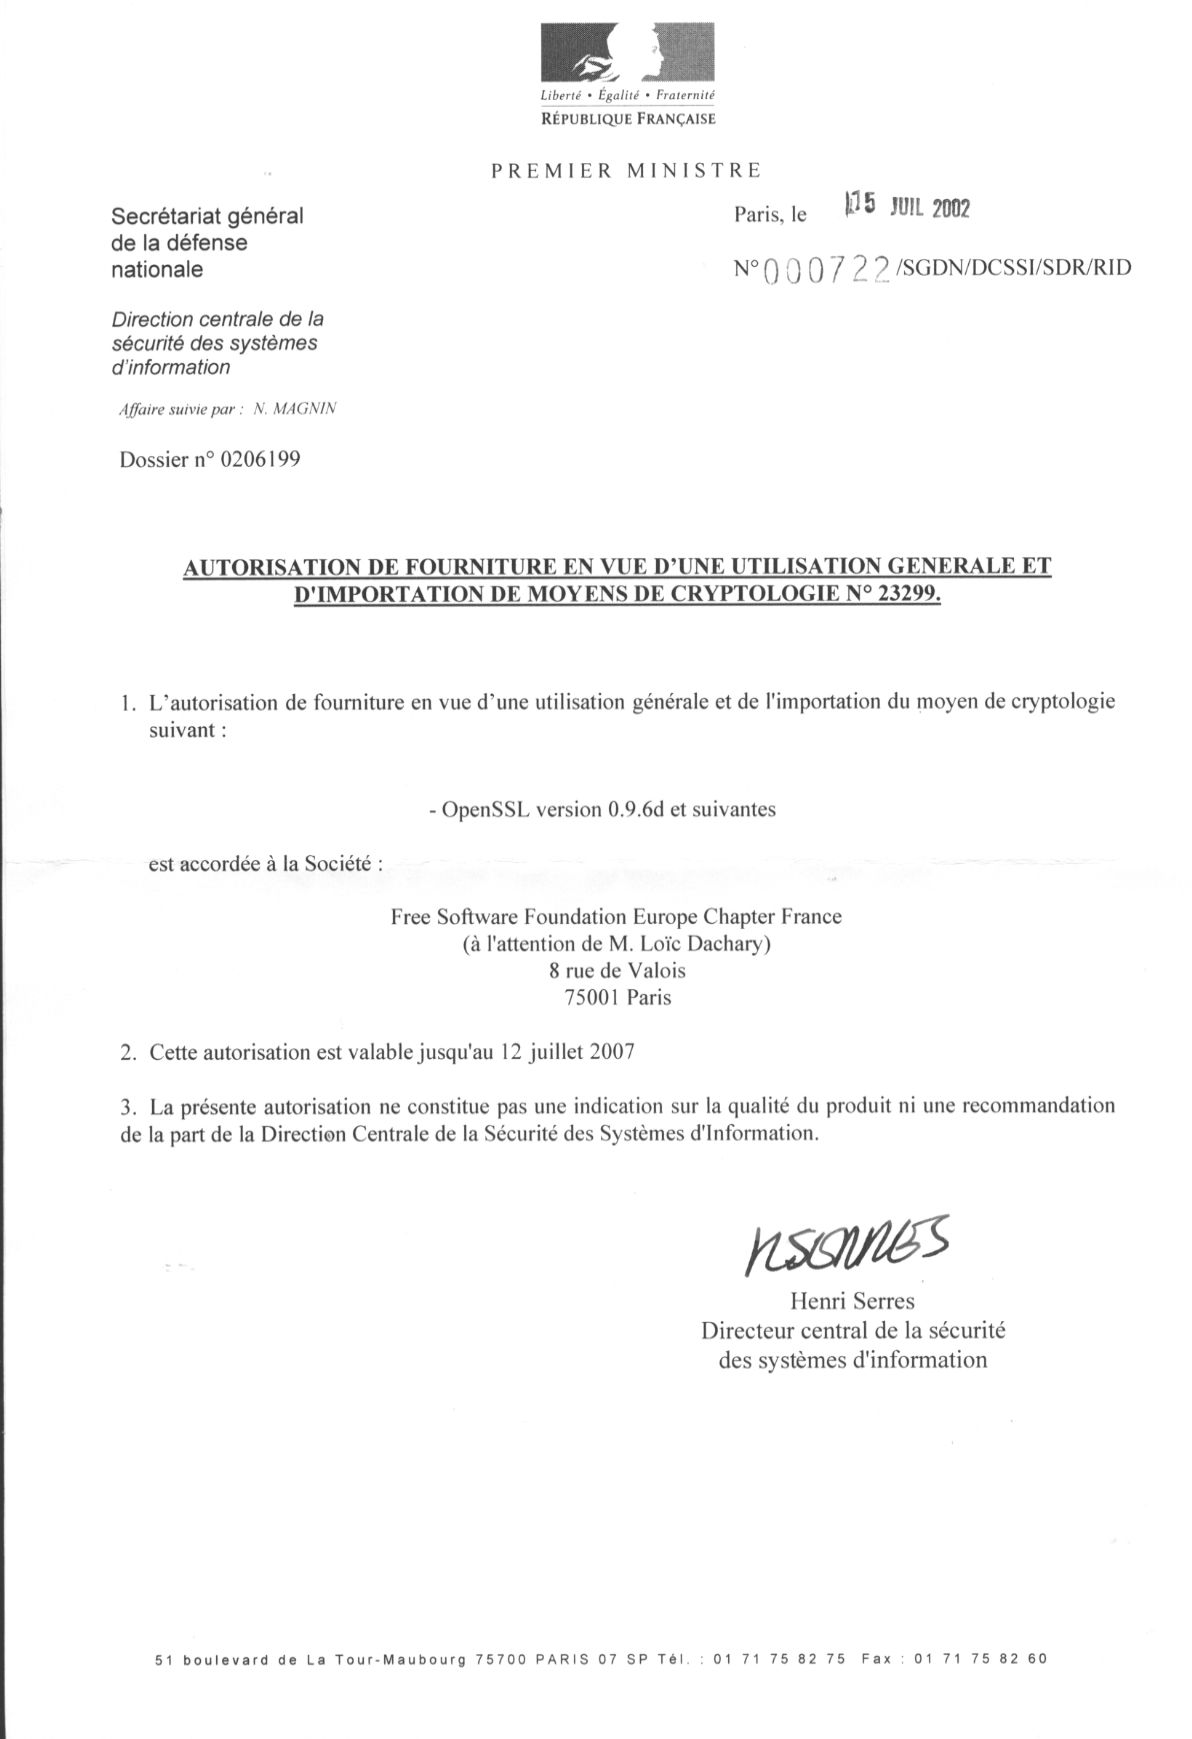 Liberté • Égalité • Fraternité
RÉPUBLIQUE FRANÇAISE
PREMIER MINISTRE
Secrétariat général
de la défense
nationale
Paris, le 15 JUIL 2002
N° 000722 /SGDN/DCSSI/SDR/RID
Direction centrale de la
sécurité des systèmes
d'information
Affaire suivie par : N. MAGNIN
Dossier n° 0206199
AUTORISATION DE FOURNITURE EN VUE D'UNE UTILISATION GENERALE ET
D'IMPORTATION DE MOYENS DE CRYPTOLOGIE N° 23299.
1. L'autorisation de fourniture en vue d'une utilisation générale et de l'importation du moyen de cryptologie
suivant :
- OpenSSL version 0.9.6d et suivantes
est accordée à la Société :
Free Software Foundation Europe Chapter France
(à l'attention de M. Loïc Dachary)
8 rue de Valois
75001 Paris
2. Cette autorisation est valable jusqu'au 12 juillet 2007
3. La présente autorisation ne constitue pas une indication sur la qualité du produit ni une recommandation
de la part de la Direction Centrale de la Sécurité des Systèmes d'Information.
Henri Serres
Directeur central de la sécurité
des systèmes d'information
51 boulevard de La Tour-Maubourg 75700 PARIS 07 SP Tél. : 01 71 75 82 75 Fax : 01 71 75 82 60